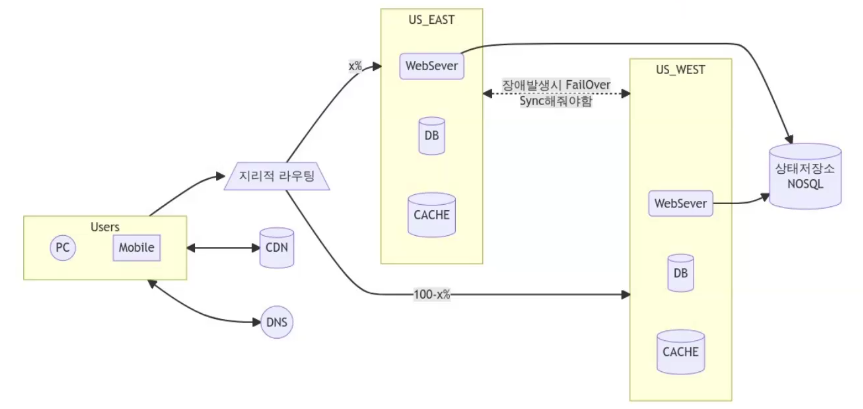 US_EAST
WebSever
DB
CACHE
x%
장애발생시 FailOver
Sync해줘야함
US_WEST
WebSever
DB
CACHE
상태저장소
NOSQL
지리적 라우팅
Users
PC
Mobile
CDN
DNS
100-x%